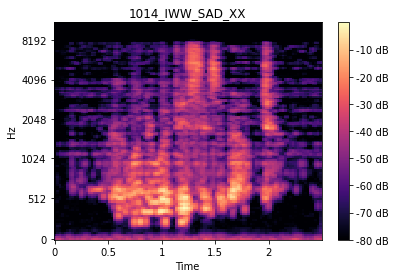 1014_IWW_SAD_XX
8192
4096
2048
1024
512
0
Hz
0
0.5
1
1.5
2
Time
-10 dB
-20 dB
-30 dB
-40 dB
-50 dB
-60 dB
-70 dB
-80 dB